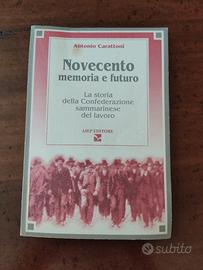 Antonio Carattoni
Novecento
memoria e futuro
La storia
della Confederazione
sammarinese
del lavoro
AIEP EDITORE
subito